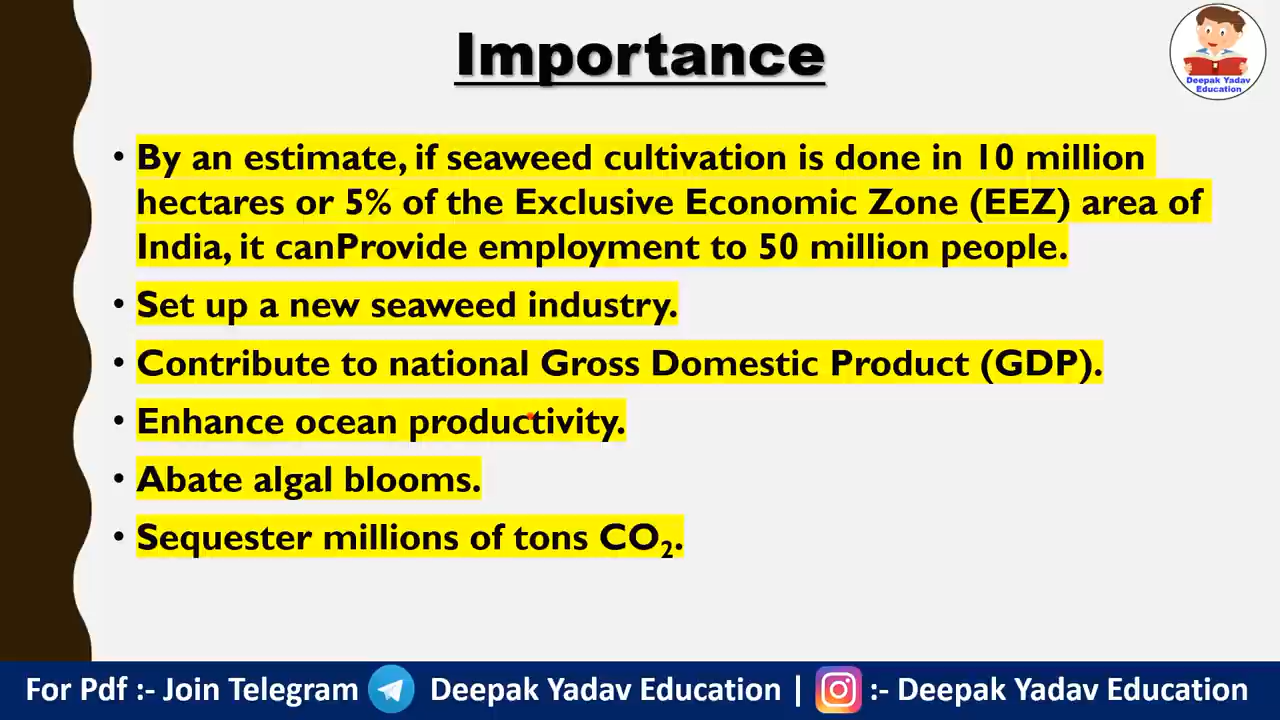 Importance
Deepak Yadav
Education
• By an estimate, if seaweed cultivation is done in 10 million
hectares or 5% of the Exclusive Economic Zone (EEZ) area of
India, it canProvide employment to 50 million people.
• Set up a new seaweed industry.
• Contribute to national Gross Domestic Product (GDP).
• Enhance ocean productivity.
• Abate algal blooms.
• Sequester millions of tons CO₂.
For Pdf :- Join Telegram Deepak Yadav Education | :- Deepak Yadav Education